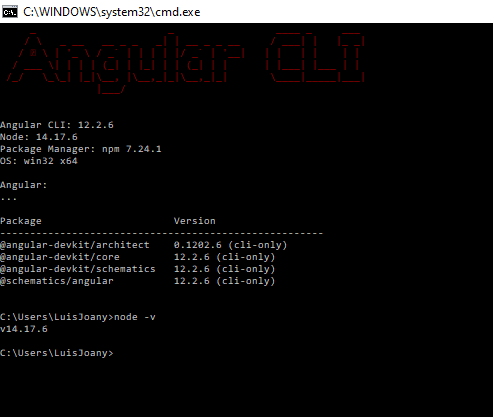 C:\WINDOWS\system32\cmd.exe
Angular CLI
Angular CLI: 12.2.6
Node: 14.17.6
Package Manager: npm 7.24.1
OS: win32 x64
Angular:
...
Package Version
------------------------------------------------------
@angular-devkit/architect 0.1202.6 (cli-only)
@angular-devkit/core 12.2.6 (cli-only)
@angular-devkit/schematics 12.2.6 (cli-only)
@schematics/angular 12.2.6 (cli-only)
C:\Users\LuisJoany>node -v
v14.17.6
C:\Users\LuisJoany>